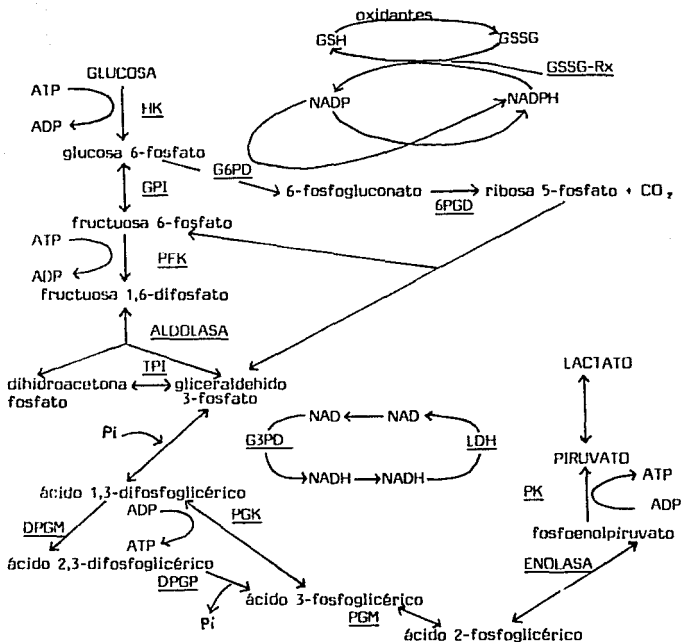 oxidantes
GSH
GSSG
GSSG-Rx
GLUCOSA
ATP
HK
ADP
NADP
NADPH
glucosa 6-fosfato
G6PD
GPI
6-fosfogluconato
6PGD
ribosa 5-fosfato + CO₂
fructuosa 6-fosfato
ATP
PFK
ADP
fructuosa 1,6-difosfato
ALDOLASA
TPI
dihidroacetona
fosfato
gliceraldehido
3-fosfato
LACTATO
Pi
NAD
NAD
G3PD
LDH
NADH
NADH
PIRUVATO
ATP
PK
ADP
fosfoenolpiruvato
ácido 1,3-difosfoglicérico
ADP
PGK
DPGM
ATP
ácido 2,3-difosfoglicérico
DPGP
Pi
ácido 3-fosfoglicérico
PGM
ENOLASA
ácido 2-fosfoglicérico